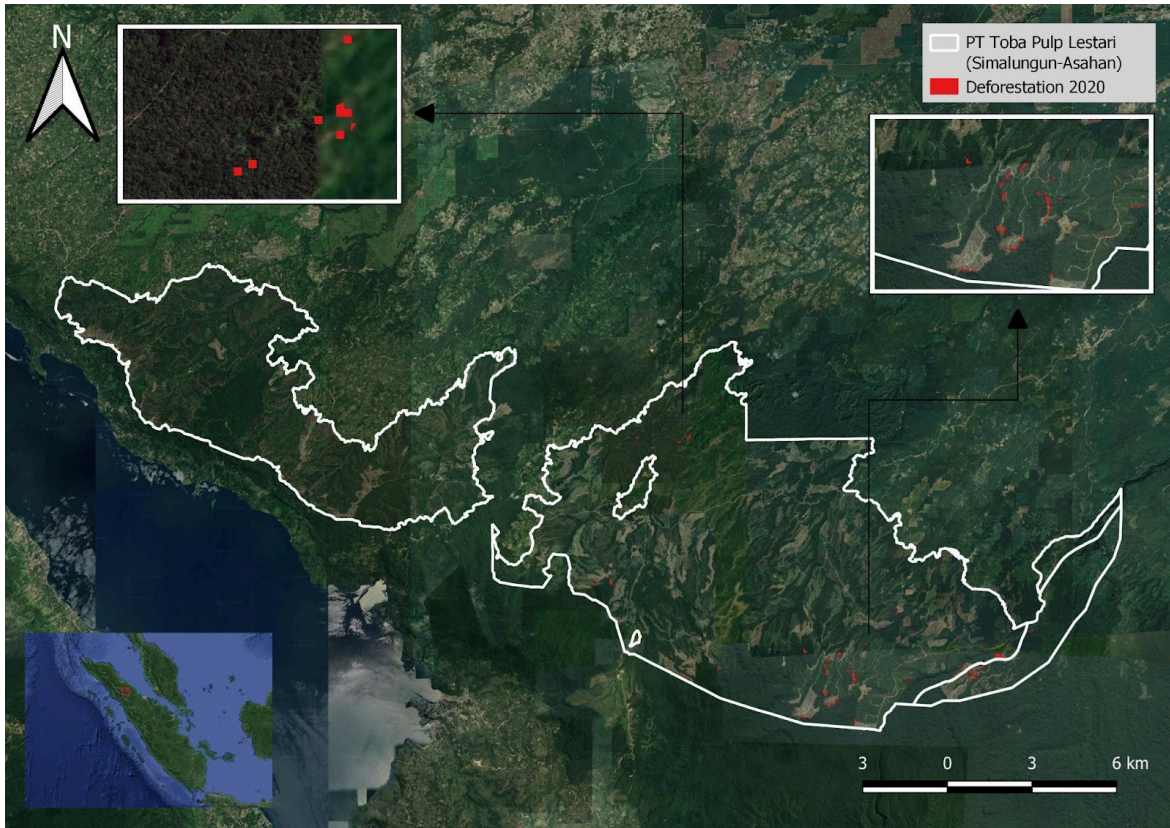 N
PT Toba Pulp Lestari
(Simalungun-Asahan)
Deforestation 2020
3 0 3 6 km